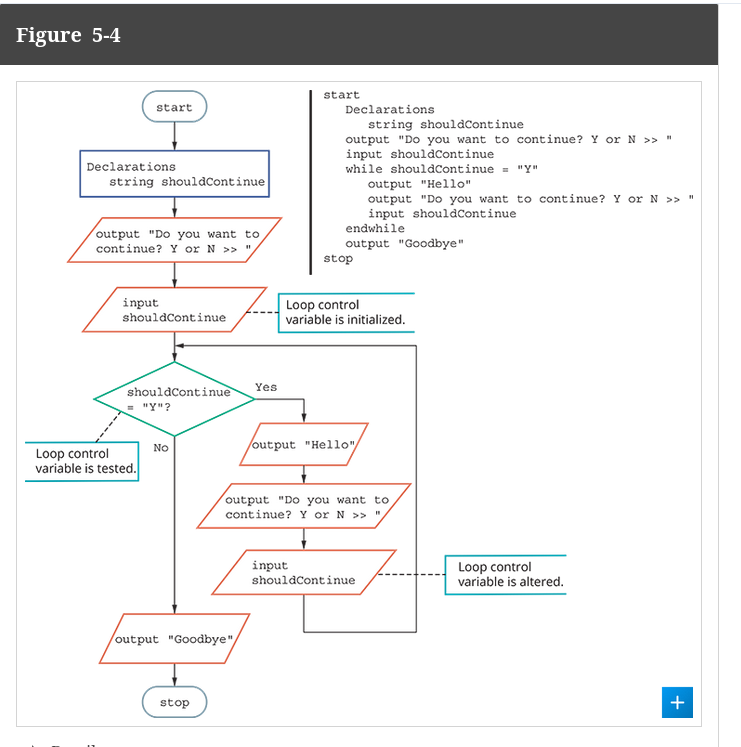 Figure 5-4
start
Declarations
string shouldContinue
output "Do you want to
continue? Y or N >> "
input
shouldContinue
Loop control
variable is initialized.
shouldContinue
= "Y"?
Yes
No
Loop control
variable is tested.
output "Hello"
output "Do you want to
continue? Y or N >> "
input
shouldContinue
Loop control
variable is altered.
output "Goodbye"
stop
start
Declarations
string shouldContinue
output "Do you want to continue? Y or N >> "
input shouldContinue
while shouldContinue = "Y"
output "Hello"
output "Do you want to continue? Y or N >> "
input shouldContinue
endwhile
output "Goodbye"
stop
+